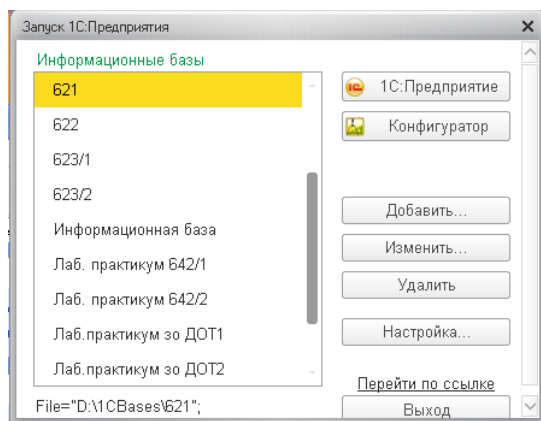 Запуск 1С:Предприятия
Информационные базы
621
622
623/1
623/2
Информационная база
Лаб. практикум 642/1
Лаб. практикум 642/2
Лаб.практикум зо ДОТ1
Лаб.практикум зо ДОТ2
File="D:\1CBases\621";
1С:Предприятие
Конфигуратор
Добавить...
Изменить...
Удалить
Настройка...
Перейти по ссылке
Выход